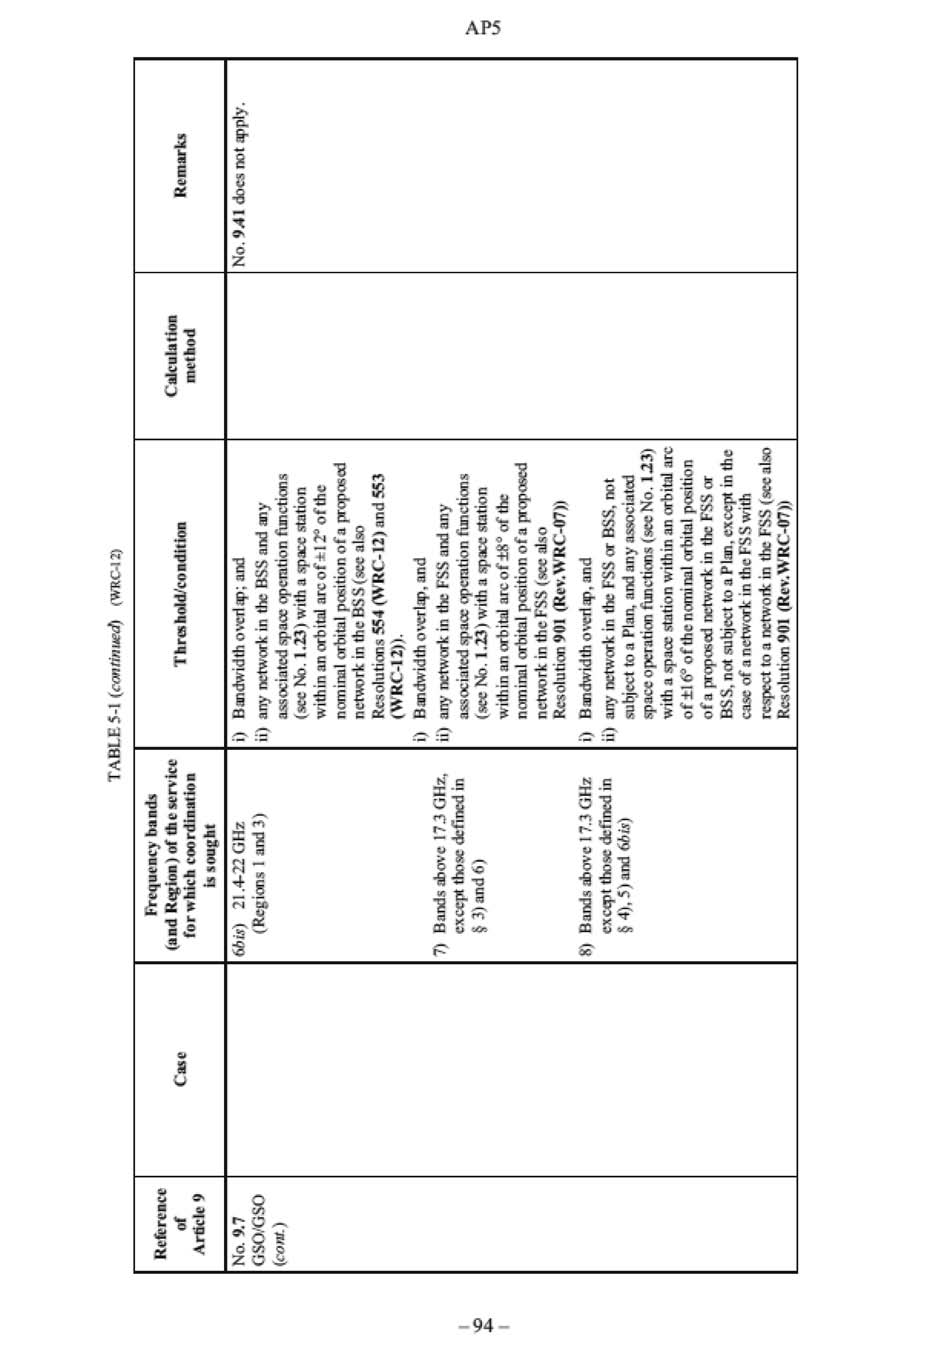 AP5
TABLE 5-1 (continued) (WRC-12)
Reference
of
Article 9
Case
Frequency bands
(and Region) of the service
for which coordination
is sought
Threshold/condition
Calculation
method
Remarks
No. 9.7
GSO/GSO
(cont.)
6bis) 21.4-22 GHz
(Regions 1 and 3)
i) Bandwidth overlap; and
ii) any network in the BSS and any
associated space operation functions
(see No. 1.23) with a space station
within an orbital arc of ±12° of the
nominal orbital position of a proposed
network in the BSS (see also
Resolutions 554 (WRC-12) and 553
(WRC-12)).
No. 9.41 does not apply.
7) Bands above 17.3 GHz,
except those defined in
§ 3) and 6)
i) Bandwidth overlap, and
ii) any network in the FSS and any
associated space operation functions
(see No. 1.23) with a space station
within an orbital arc of ±8° of the
nominal orbital position of a proposed
network in the FSS (see also
Resolution 901 (Rev.WRC-07))
8) Bands above 17.3 GHz
except those defined in
§ 4), 5) and 6bis)
i) Bandwidth overlap, and
ii) any network in the FSS or BSS, not
subject to a Plan, and any associated
space operation functions (see No. 1.23)
with a space station within an orbital arc
of ±16° of the nominal orbital position
of a proposed network in the FSS or
BSS, not subject to a Plan, except in the
case of a network in the FSS with
respect to a network in the FSS (see also
Resolution 901 (Rev.WRC-07))
– 94 –